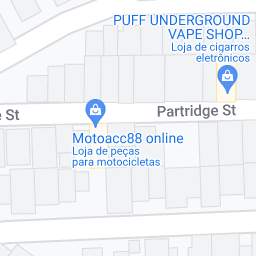 PUFF UNDERGROUND
VAPE SHOP...
Loja de cigarros
eletrônicos
Partridge St
e St
Motoacc88 online
Loja de peças
para motocicletas